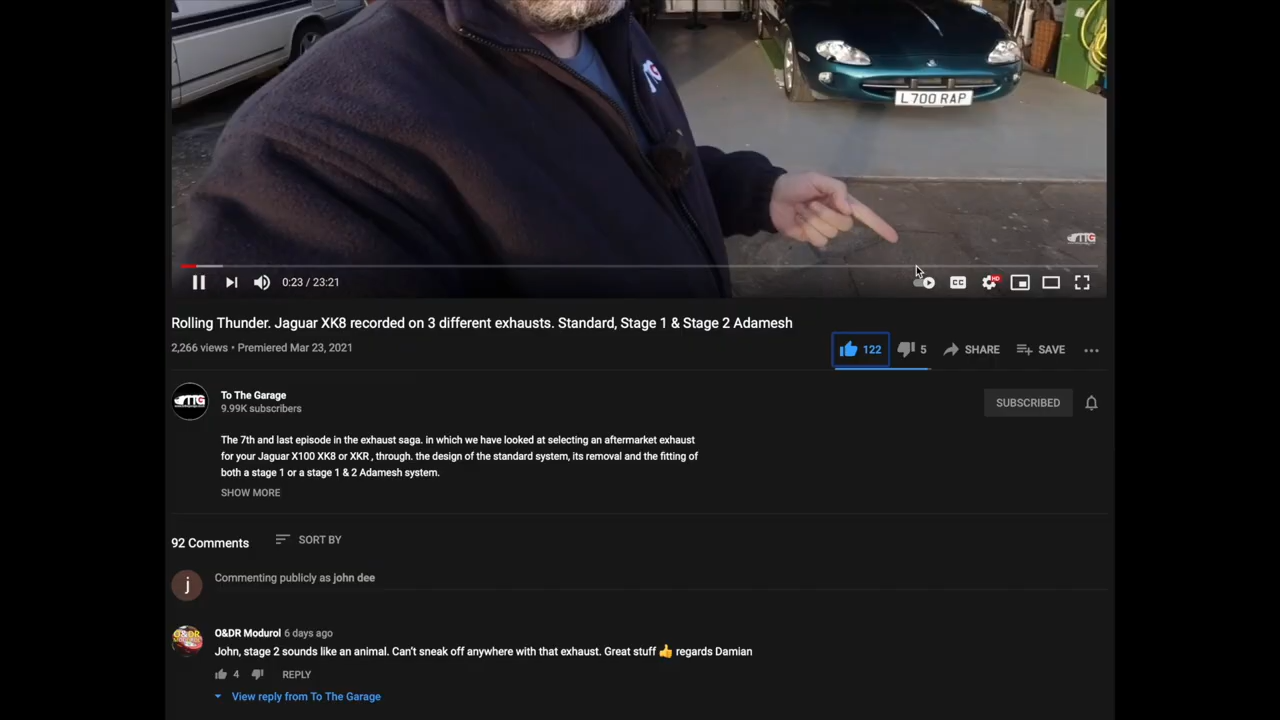 L700 RAP
TTG
HD
CC
0:23 / 23:21
Rolling Thunder. Jaguar XK8 recorded on 3 different exhausts. Standard, Stage 1 & Stage 2 Adamesh
2,266 views • Premiered Mar 23, 2021
122
5
SHARE
SAVE
TTG
To The Garage
9.99K subscribers
SUBSCRIBED
The 7th and last episode in the exhaust saga. in which we have looked at selecting an aftermarket exhaust
for your Jaguar X100 XK8 or XKR , through. the design of the standard system, its removal and the fitting of
both a stage 1 or a stage 1 & 2 Adamesh system.
SHOW MORE
92 Comments
SORT BY
j
Commenting publicly as john dee
O&DR
O&DR Modurol 6 days ago
John, stage 2 sounds like an animal. Can't sneak off anywhere with that exhaust. Great stuff 👍 regards Damian
4
REPLY
View reply from To The Garage